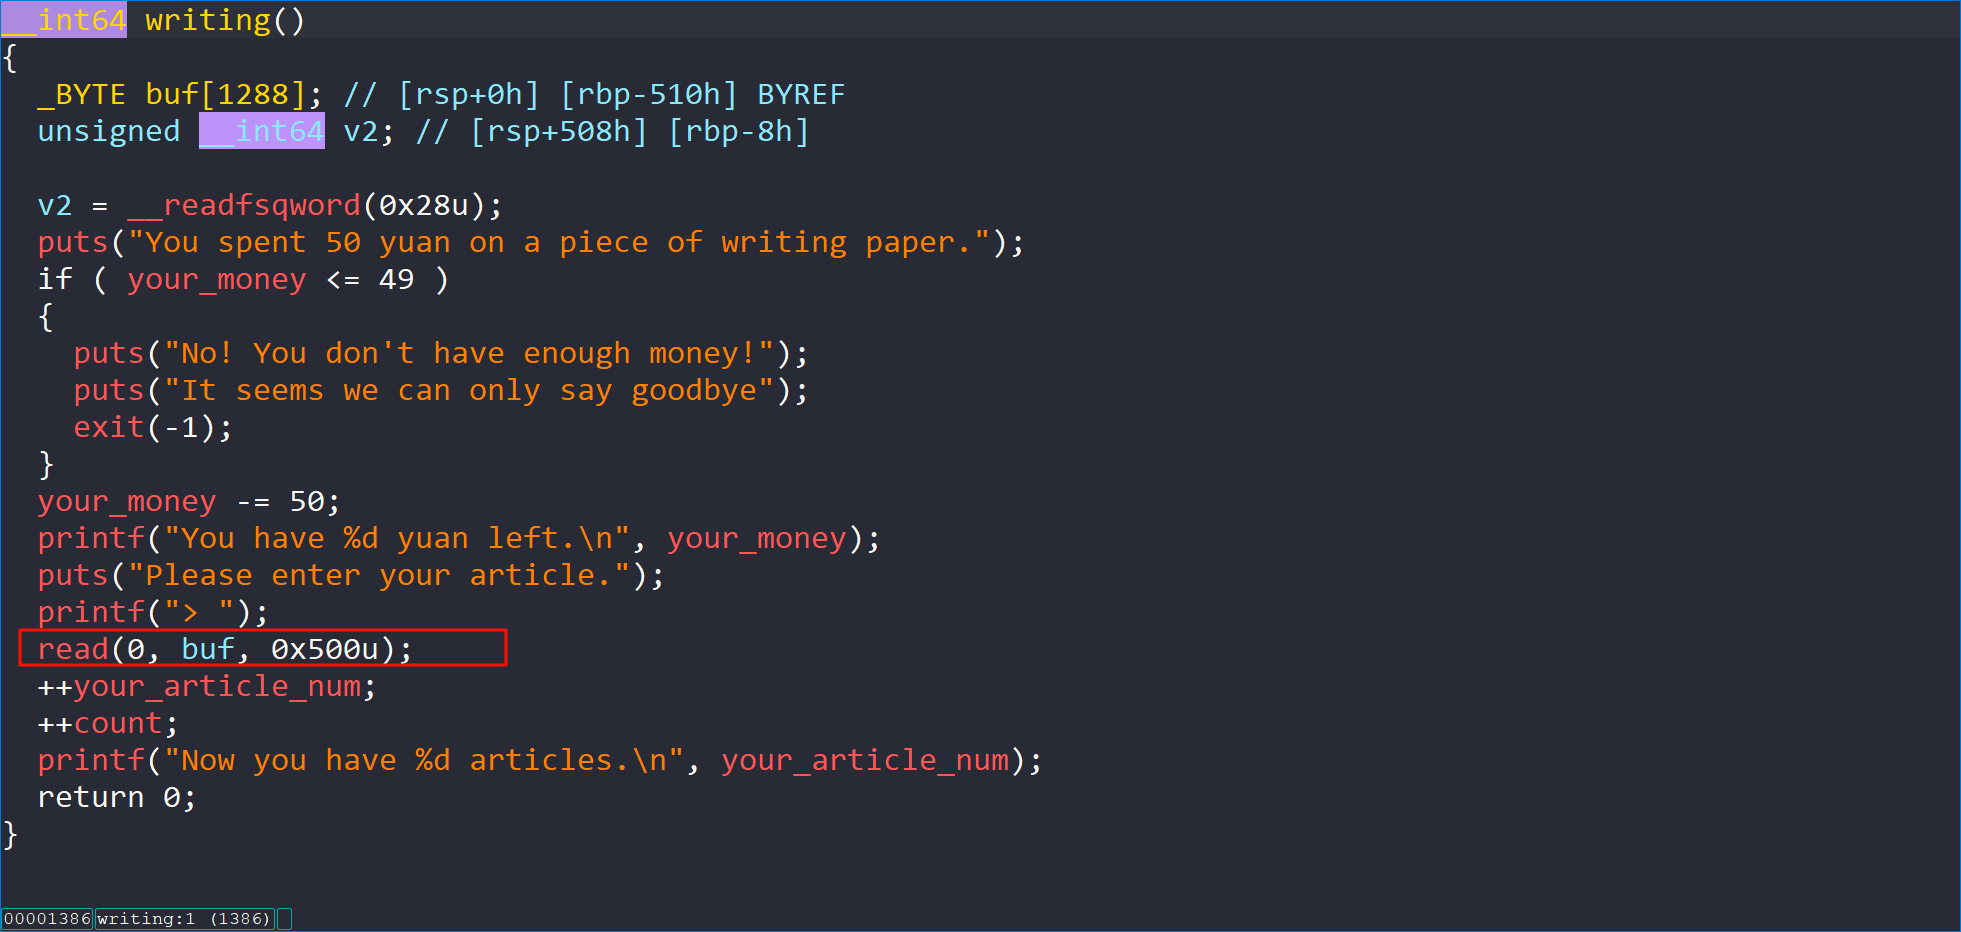 __int64 writing()
{
  _BYTE buf[1288]; // [rsp+0h] [rbp-510h] BYREF
  unsigned __int64 v2; // [rsp+508h] [rbp-8h]

  v2 = __readfsqword(0x28u);
  puts("You spent 50 yuan on a piece of writing paper.");
  if ( your_money <= 49 )
  {
    puts("No! You don't have enough money!");
    puts("It seems we can only say goodbye");
    exit(-1);
  }
  your_money -= 50;
  printf("You have %d yuan left.\n", your_money);
  puts("Please enter your article.");
  printf("> ");
  read(0, buf, 0x500u);
  ++your_article_num;
  ++count;
  printf("Now you have %d articles.\n", your_article_num);
  return 0;
}
00001386 writing:1 (1386)